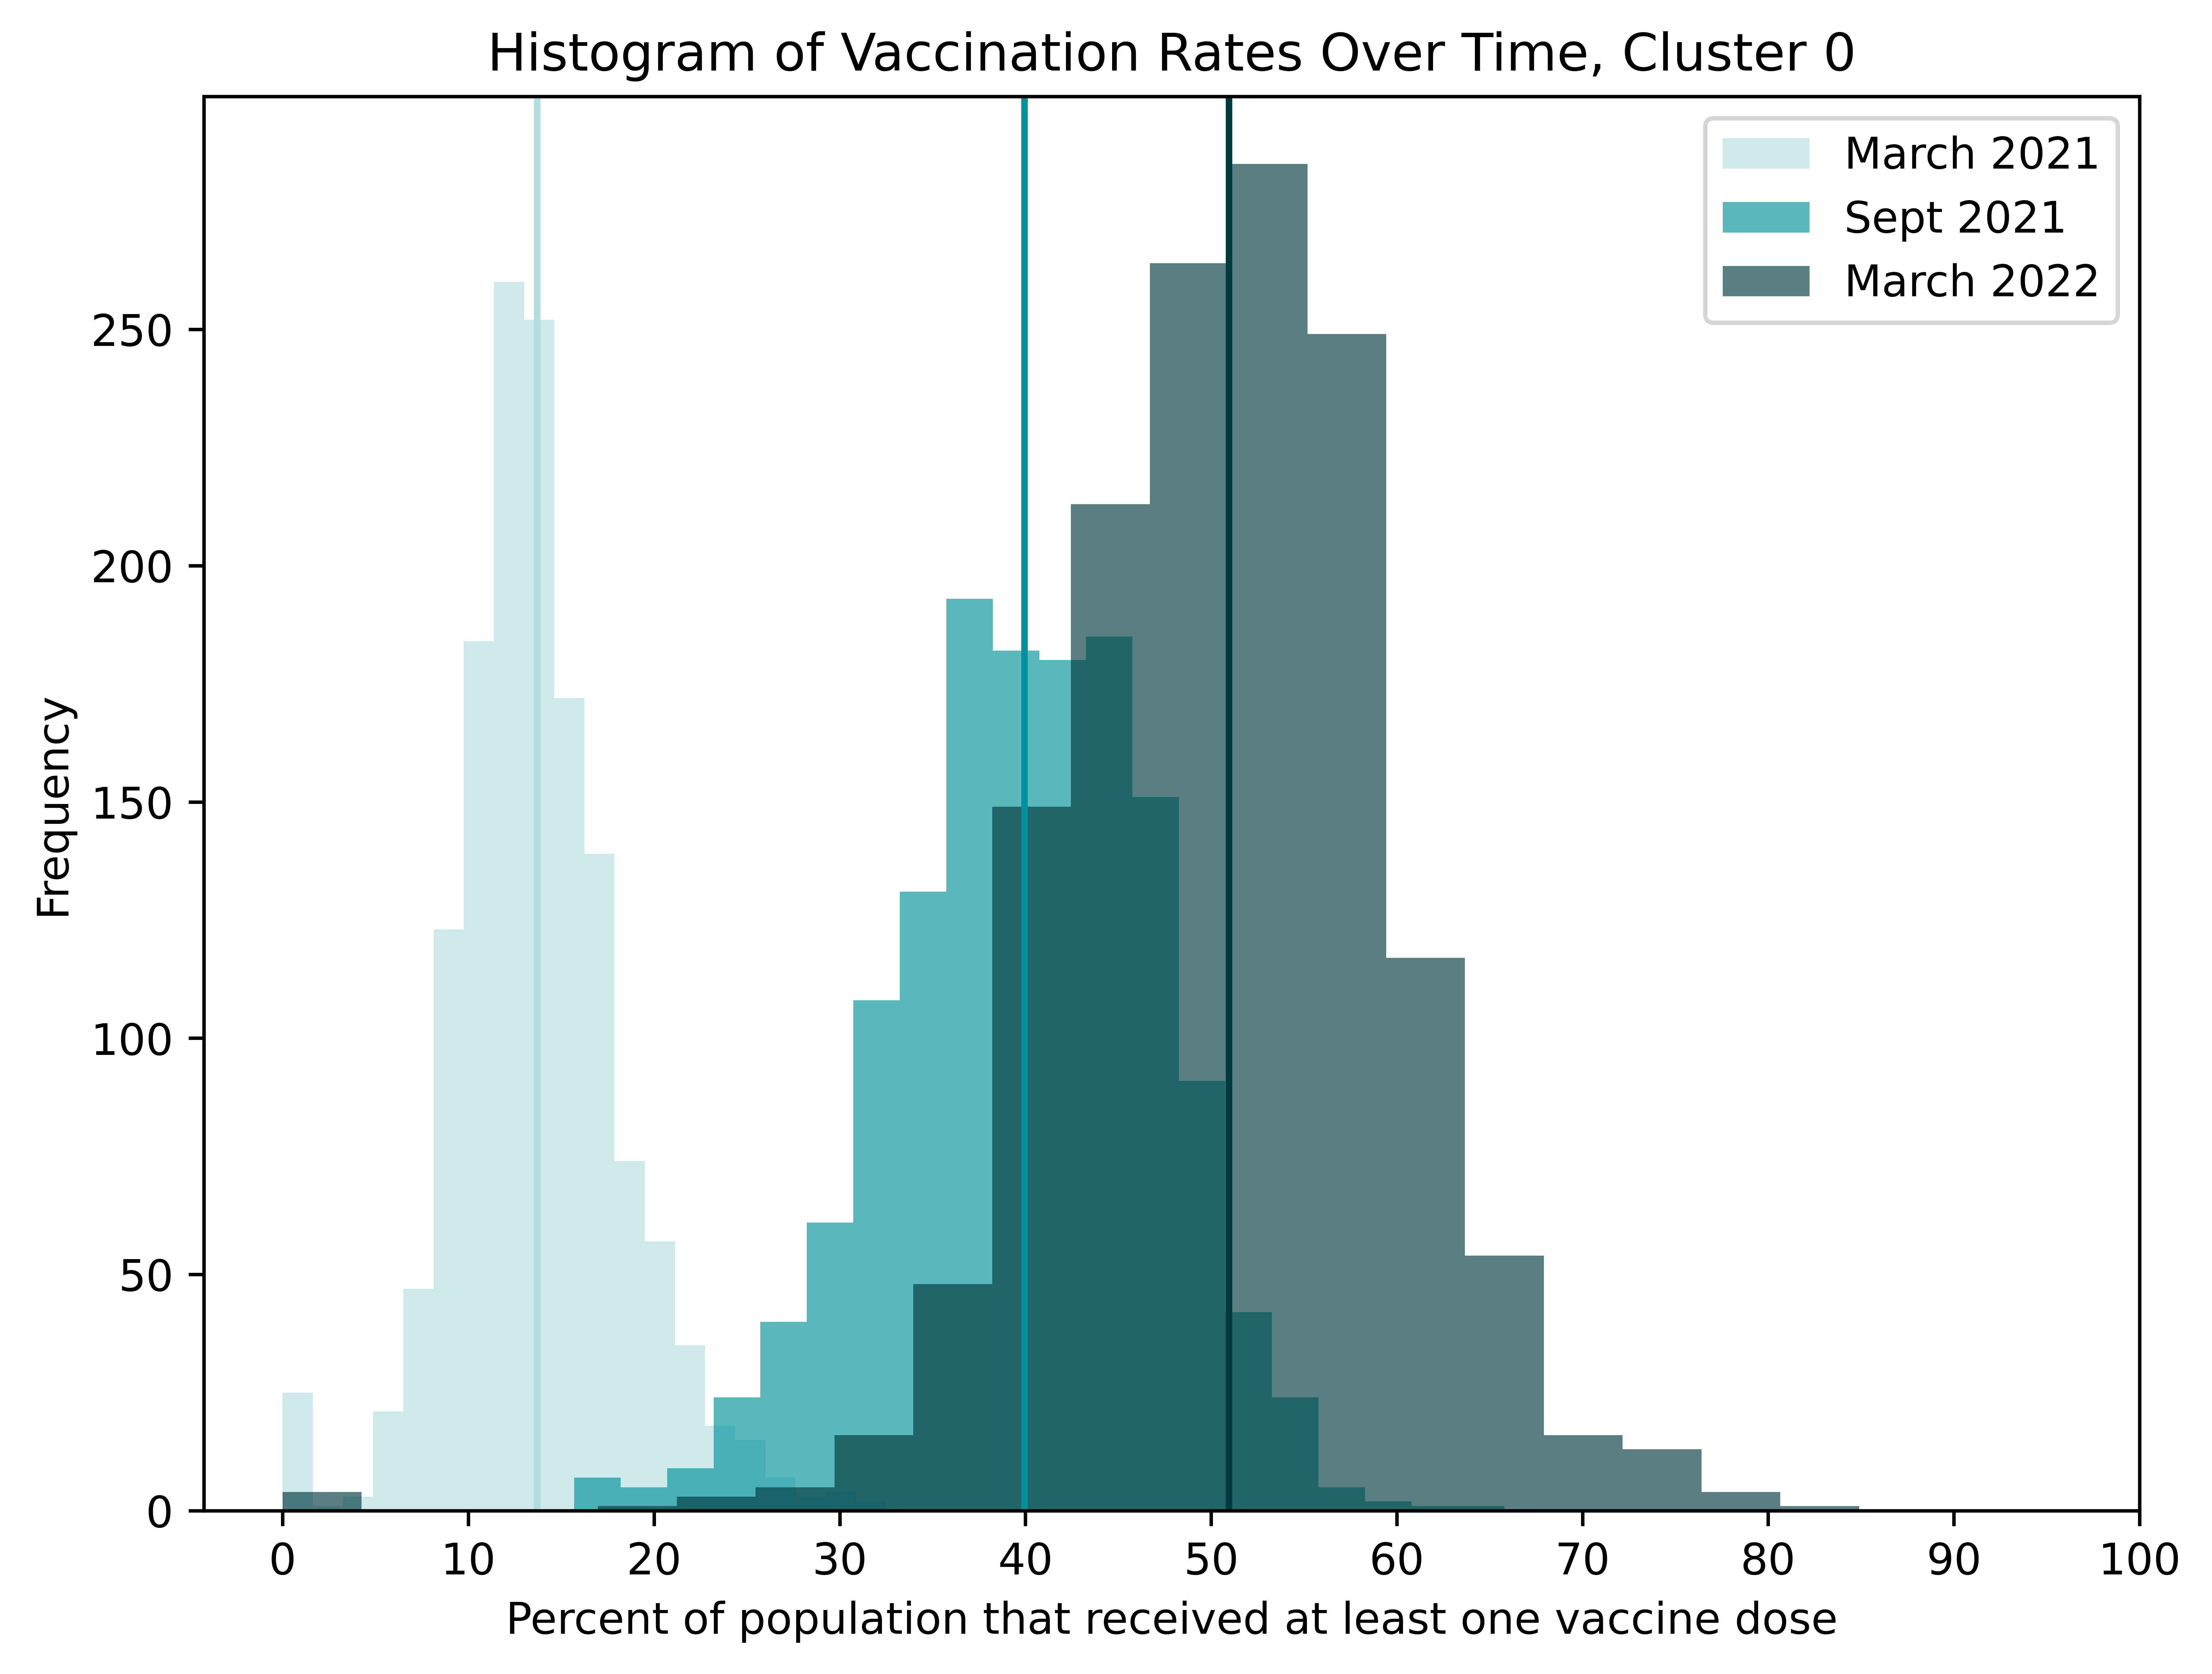 Histogram of Vaccination Rates Over Time, Cluster 0
March 2021
Sept 2021
March 2022
Frequency
250
200
150
100
50
0
0 10 20 30 40 50 60 70 80 90 100
Percent of population that received at least one vaccine dose